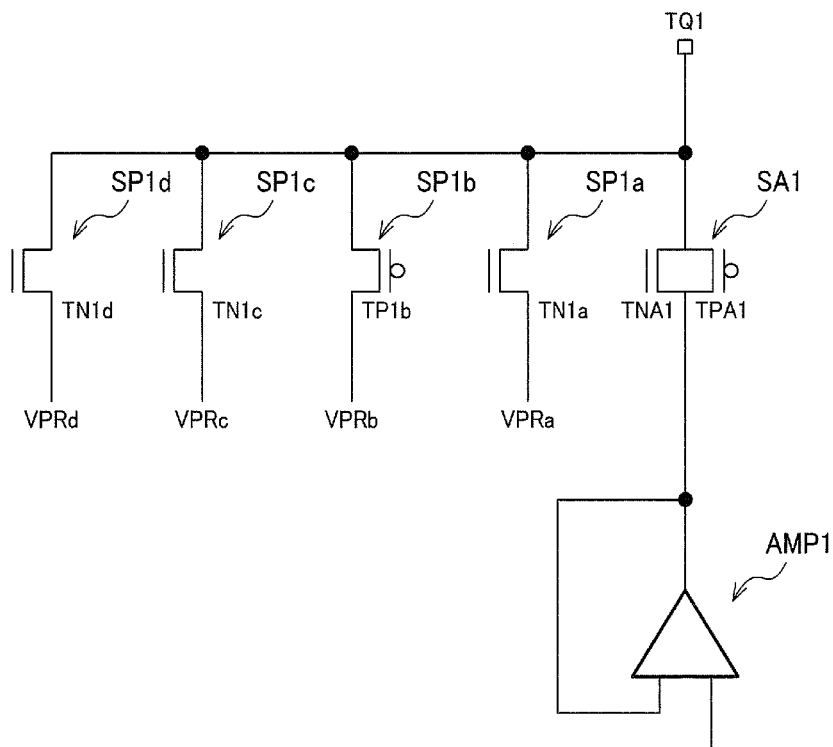 TQ1
SP1d
SP1c
SP1b
SP1a
SA1
TN1d
TN1c
TP1b
TN1a
TNA1
TPA1
VPRd
VPRc
VPRb
VPRa
AMP1